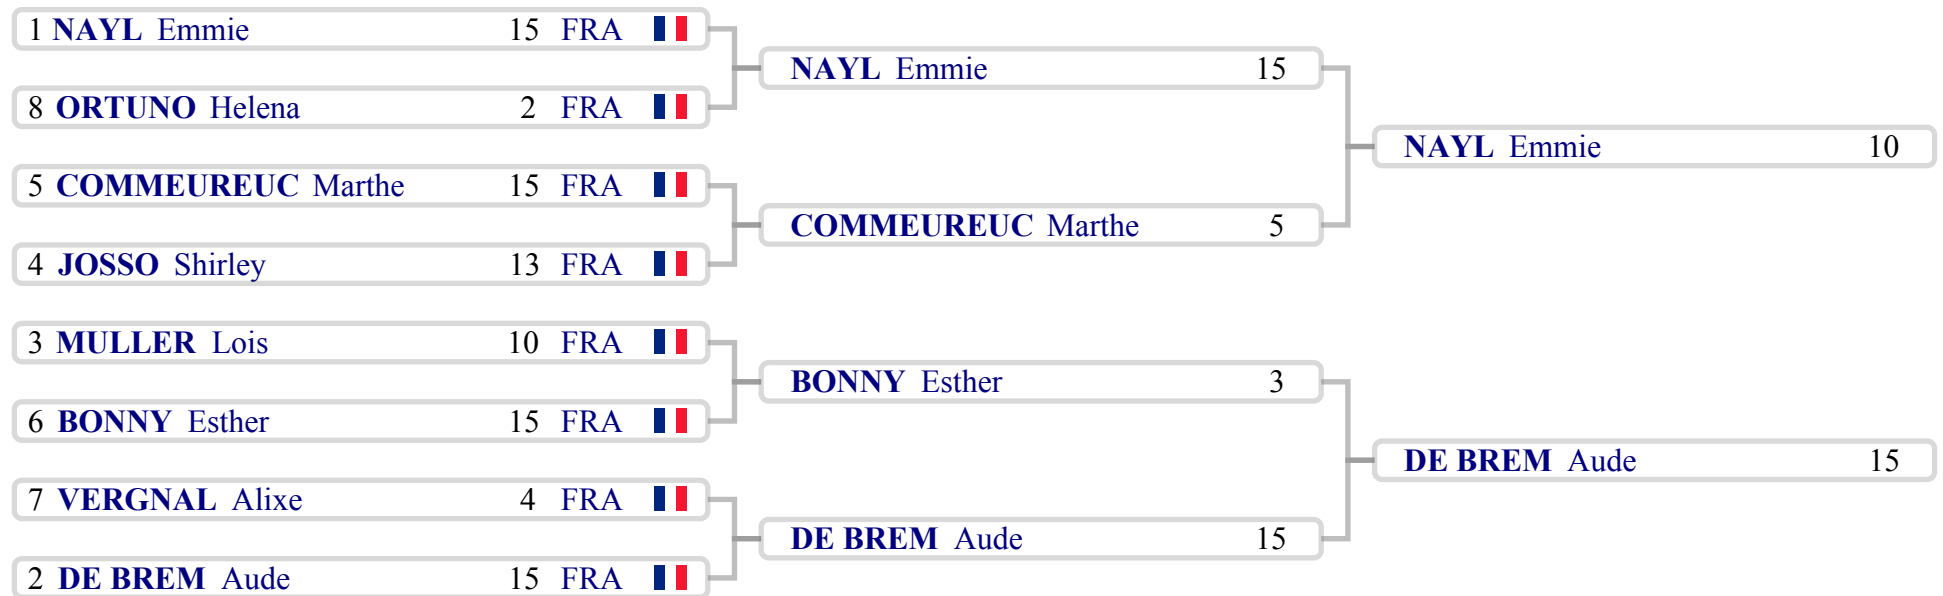 1 NAYL Emmie 15 FRA
8 ORTUNO Helena 2 FRA
5 COMMEUREUC Marthe 15 FRA
4 JOSSO Shirley 13 FRA
3 MULLER Lois 10 FRA
6 BONNY Esther 15 FRA
7 VERGNAL Alixe 4 FRA
2 DE BREM Aude 15 FRA
NAYL Emmie 15
COMMEUREUC Marthe 5
BONNY Esther 3
DE BREM Aude 15
NAYL Emmie 10
DE BREM Aude 15